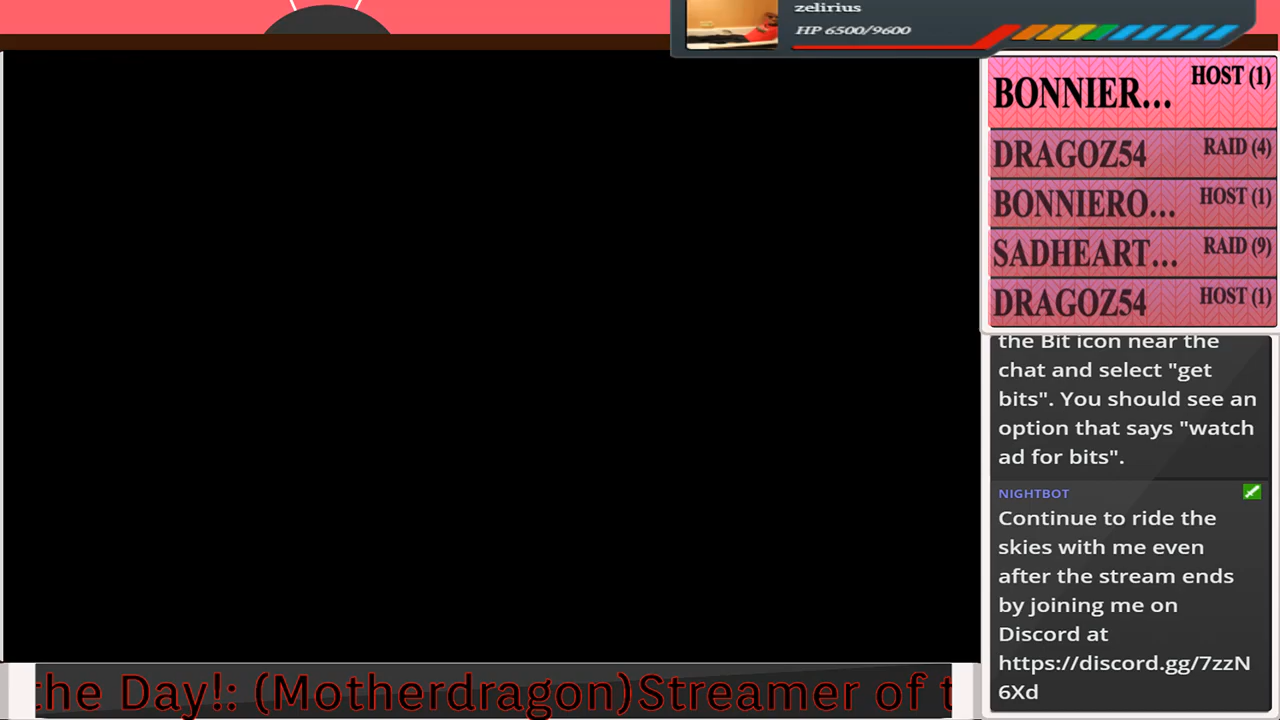 zelirius
HP 6500/9600
BONNIER... HOST (1)
DRAGOZ54 RAID (4)
BONNIERO... HOST (1)
SADHEART... RAID (9)
DRAGOZ54 HOST (1)
the Bit icon near the
chat and select "get
bits". You should see an
option that says "watch
ad for bits".
NIGHTBOT
Continue to ride the
skies with me even
after the stream ends
by joining me on
Discord at
https://discord.gg/7zzN
6Xd
the Day!: (Motherdragon)Streamer of t